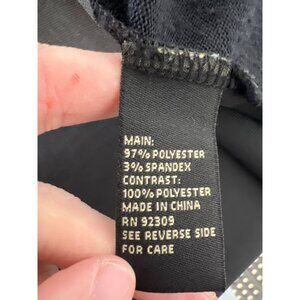 MAIN:
97% POLYESTER
3% SPANDEX
CONTRAST:
100% POLYESTER
MADE IN CHINA
RN 92309
SEE REVERSE SIDE
FOR CARE